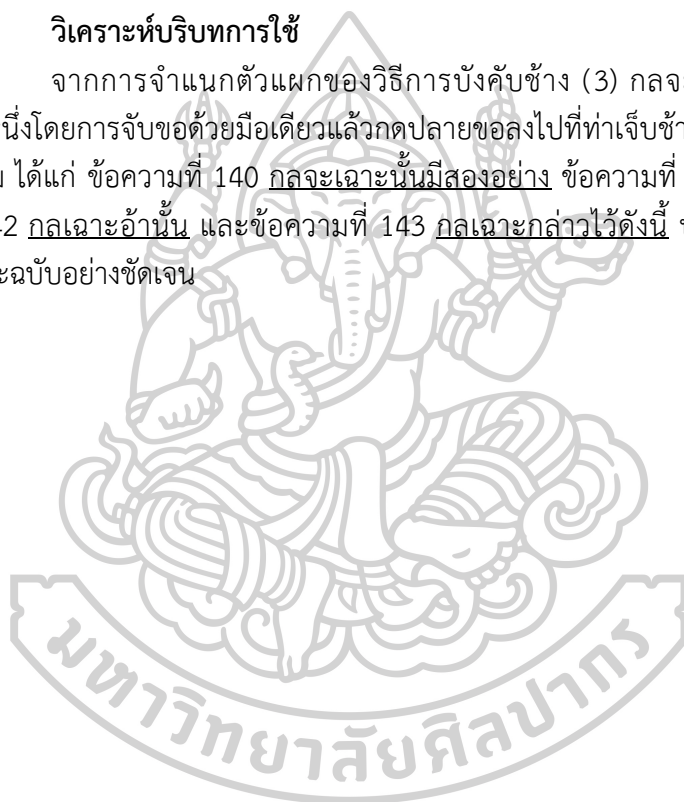 วิเคราะห์บริบทการใช้
จากการจำแนกตัวแผกของวิธีการบังคับช้าง (3) กลจะ
นึ่งโดยการจับขอด้วยมือเดียวแล้วกดปลายขอลงไปที่ท่าเจ็บช้า
ได้แก่ ข้อความที่ 140 กลจะเฉาะนั้นมีสองอย่าง ข้อความที่
42 กลเฉาะอ้านั้น และข้อความที่ 143 กลเฉาะกล่าวไว้ดังนี้
ะฉบับอย่างชัดเจน
มหาวิทยาลัยศิลปากร